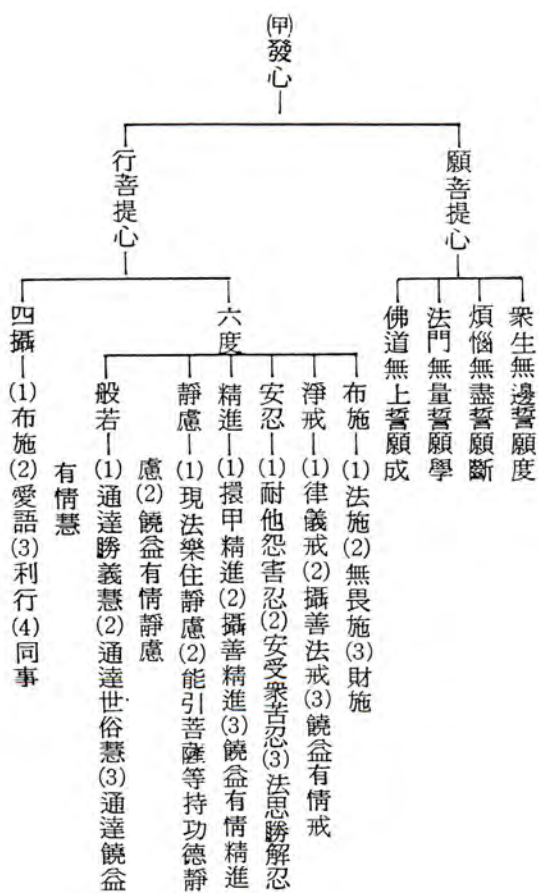 ㈥發心
願菩提心
眾生無邊誓願度
煩惱無盡誓願斷
法門無量誓願學
佛道無上誓願成
行菩提心
六度
布施—(1)法施(2)無畏施(3)財施
淨戒—(1)律義戒(2)攝善法戒(3)饒益有情戒
安忍—(1)耐他怨害忍(2)安受眾苦忍(3)法思勝解忍
精進—(1)擐甲精進(2)攝善精進(3)饒益有情精進
靜慮—(1)現法樂住靜慮(2)能引菩薩等持功德靜
慮(2)饒益有情靜慮
般若—(1)通達勝義慧(2)通達世俗慧(3)通達饒益
有情慧
四攝—(1)布施(2)愛語(3)利行(4)同事